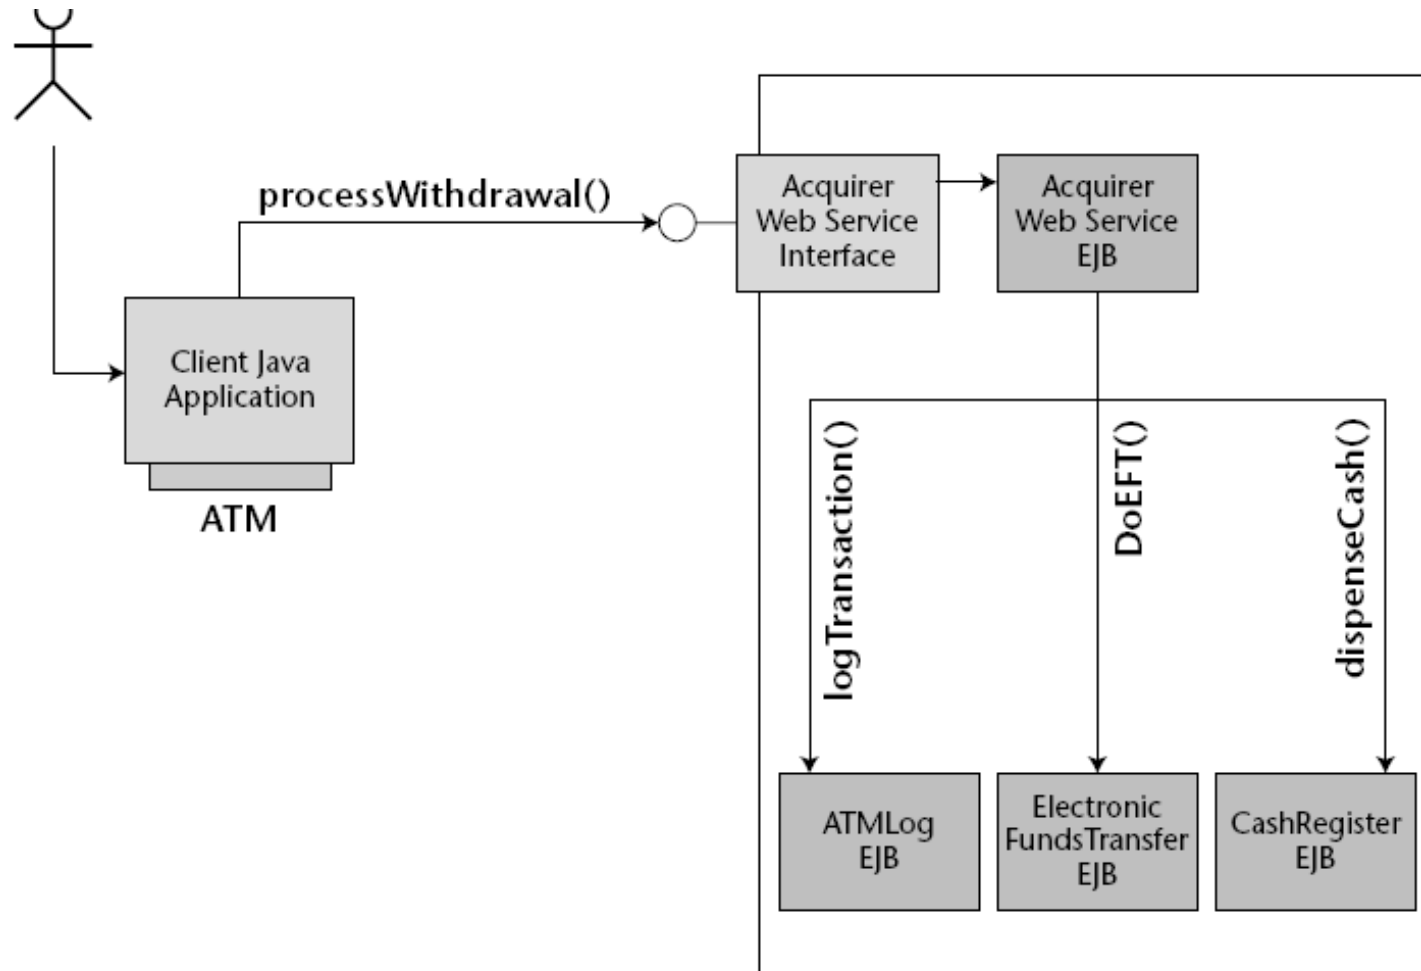 processWithdrawal()
Acquirer
Web Service
Interface
Acquirer
Web Service
EJB
Client Java
Application
ATM
logTransaction()
DoEFT()
dispenseCash()
ATMLog
EJB
Electronic
FundsTransfer
EJB
CashRegister
EJB